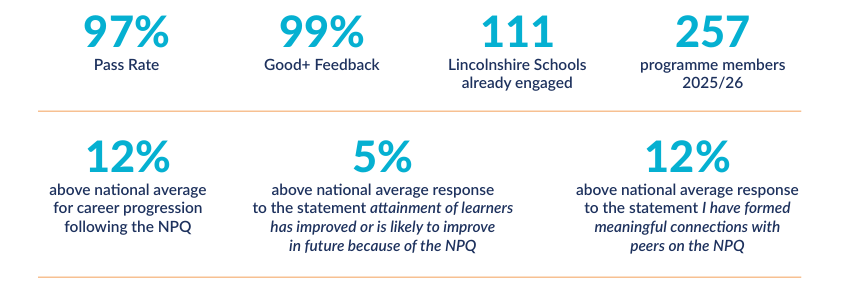 97%
Pass Rate
99%
Good+ Feedback
111
Lincolnshire Schools
already engaged
257
programme members
2025/26
12%
above national average
for career progression
following the NPQ
5%
above national average response
to the statement attainment of learners
has improved or is likely to improve
in future because of the NPQ
12%
above national average response
to the statement I have formed
meaningful connections with
peers on the NPQ